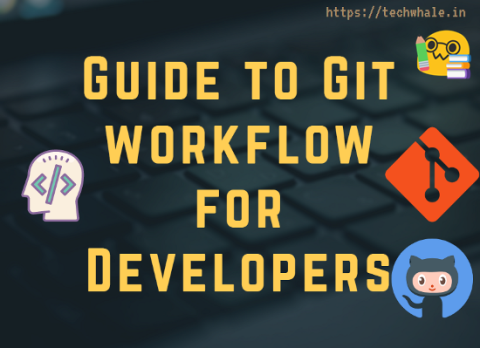 https://techwhale.in
Guide to Git
workflow
for
Developers
</>